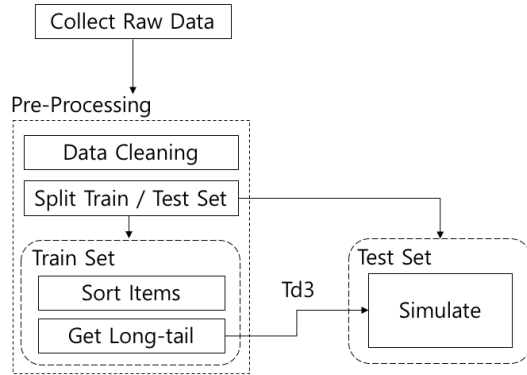 Collect Raw Data
Pre-Processing
Data Cleaning
Split Train / Test Set
Train Set
Sort Items
Get Long-tail
Td3
Test Set
Simulate